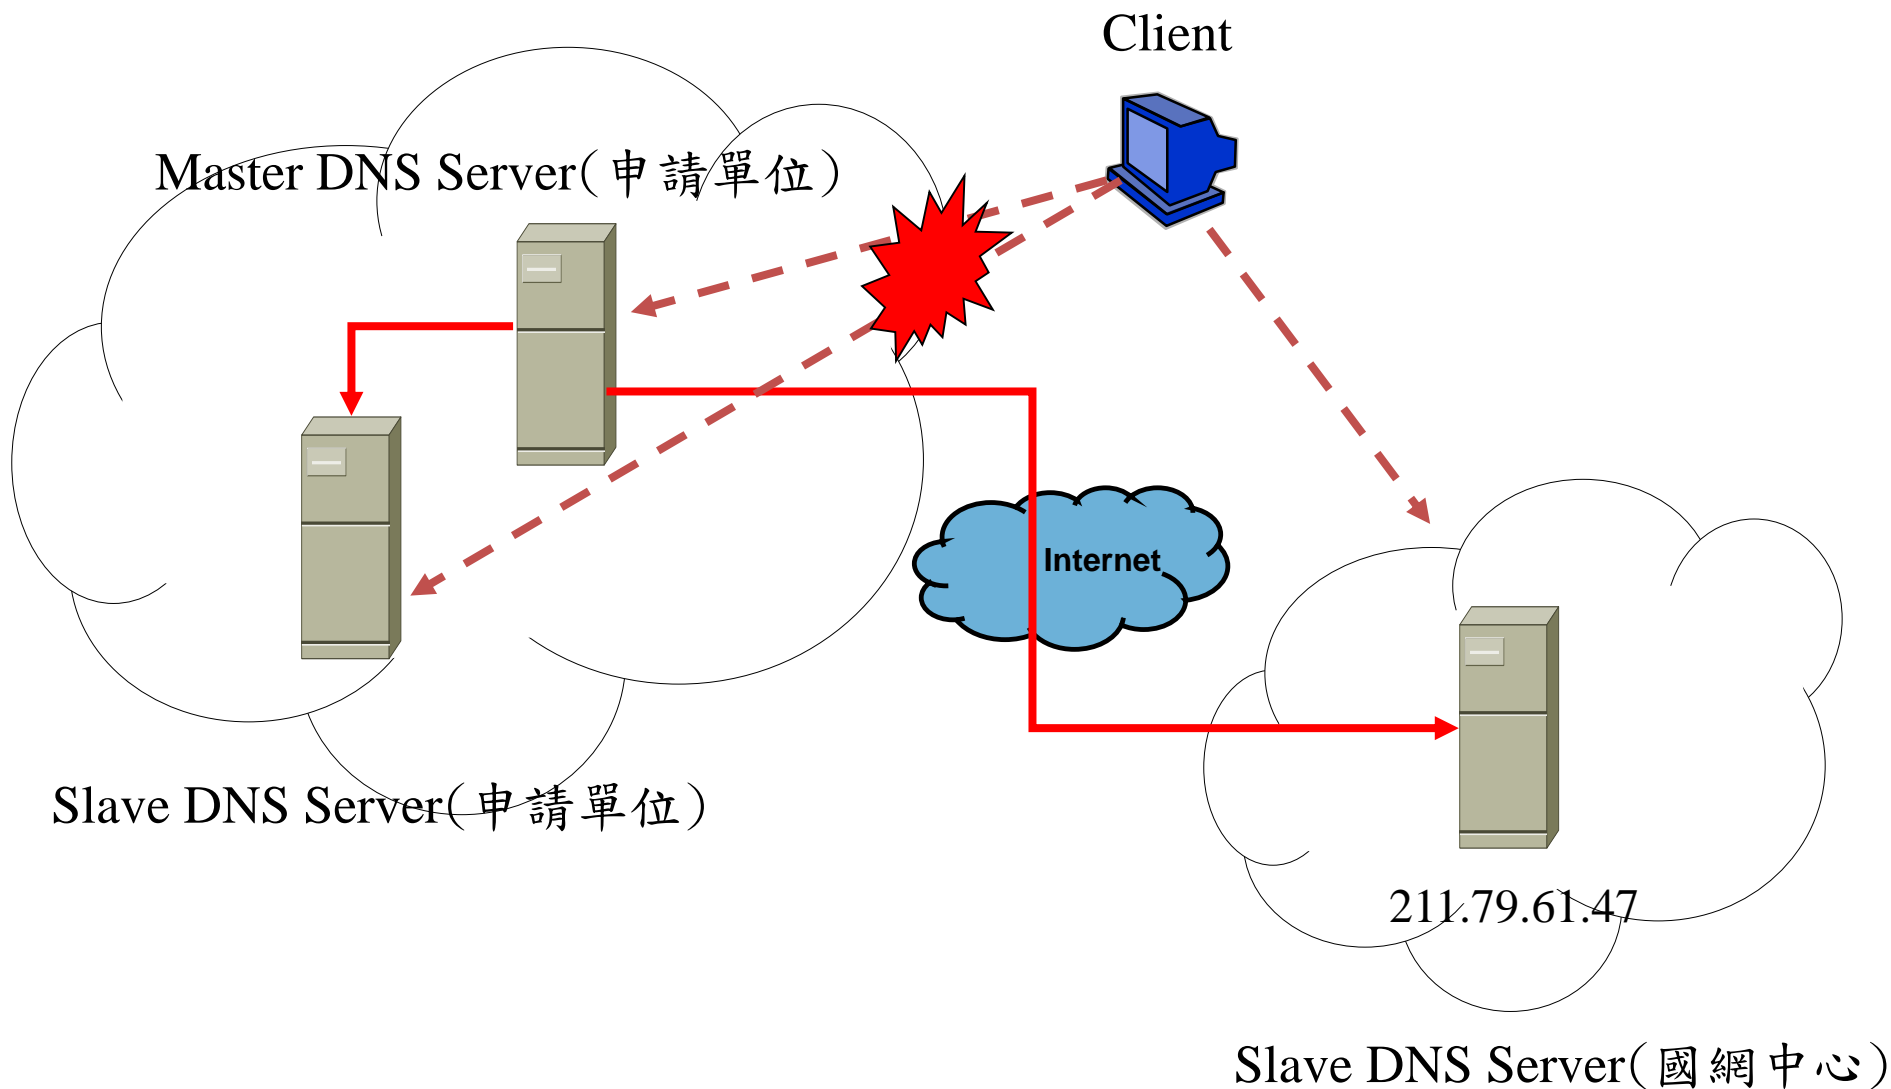 Client
Master DNS Server(申請單位)
Internet
Slave DNS Server(申請單位)
211.79.61.47
Slave DNS Server(國網中心)